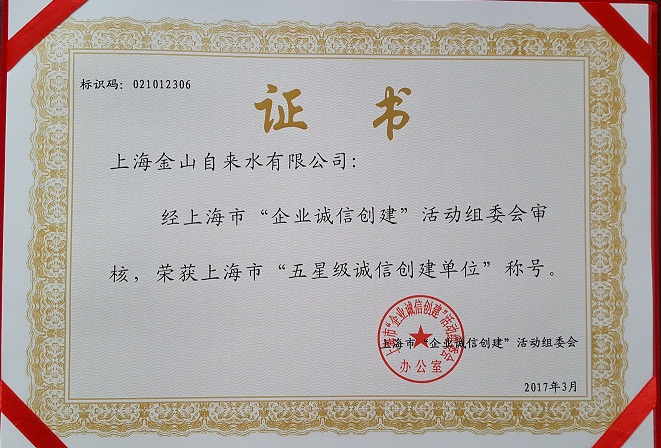 标识码：021012306
证 书
上海金山自来水有限公司：
经上海市“企业诚信创建”活动组委会审
核，荣获上海市“五星级诚信创建单位”称号。
上海市“企业诚信创建”活动组委会
办公室
上海市“企业诚信创建”活动组委会
2017年3月